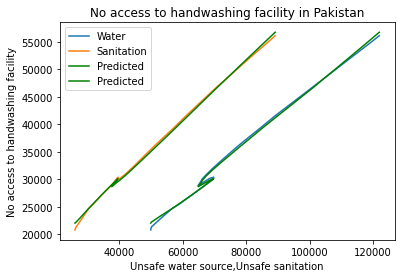 No access to handwashing facility in Pakistan
Water
Sanitation
Predicted
Predicted
No access to handwashing facility
55000
50000
45000
40000
35000
30000
25000
20000
40000 60000 80000 100000 120000
Unsafe water source,Unsafe sanitation